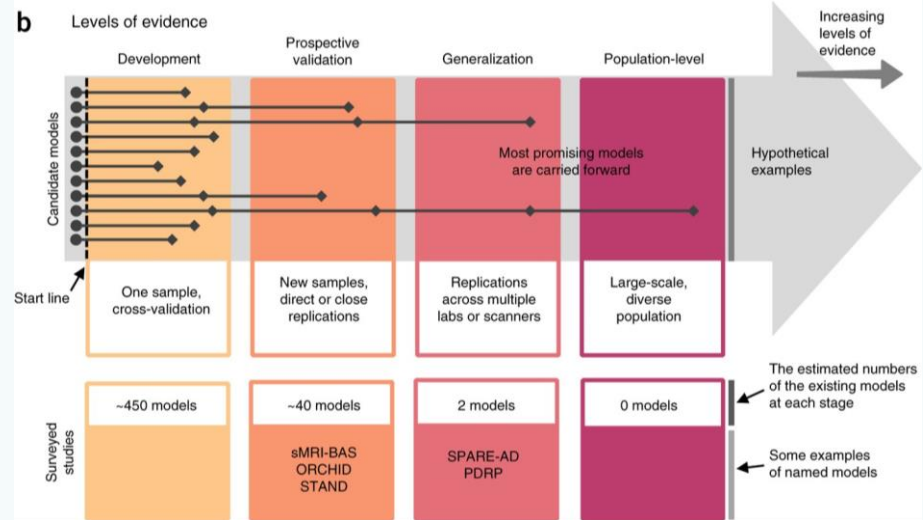 b
Levels of evidence
Increasing
levels of
evidence
Development
Prospective
validation
Generalization
Population-level
Candidate models
Most promising models
are carried forward
Hypothetical
examples
Start line
One sample,
cross-validation
New samples,
direct or close
replications
Replications
across multiple
labs or scanners
Large-scale,
diverse
population
The estimated numbers
of the existing models
at each stage
Surveyed
studies
~450 models
~40 models
2 models
0 models
sMRI-BAS
ORCHID
STAND
SPARE-AD
PDRP
Some examples
of named models